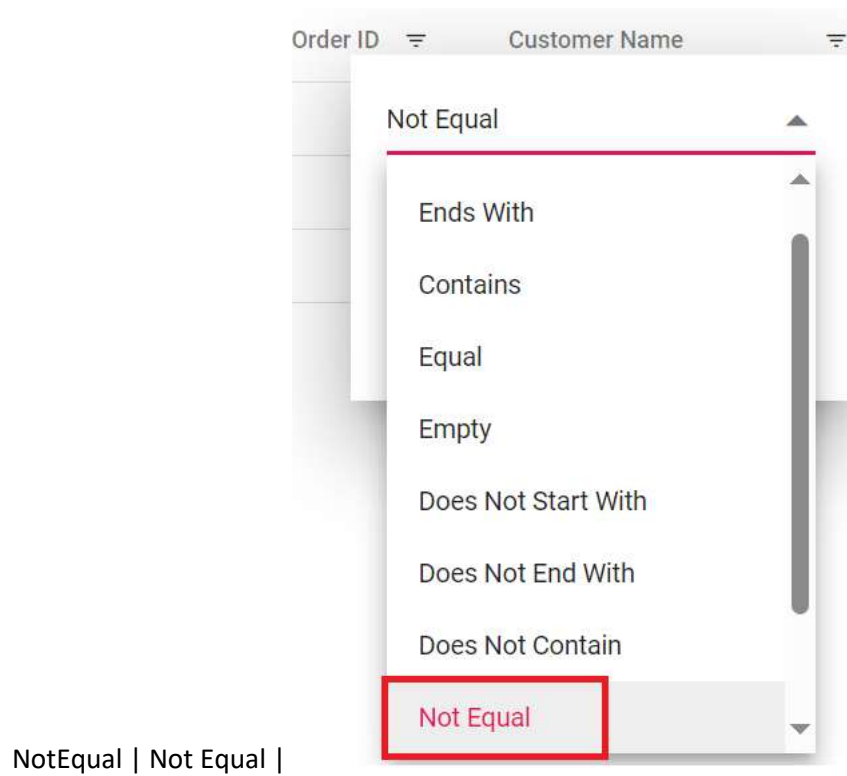 Order ID Customer Name
Not Equal
Ends With
Contains
Equal
Empty
Does Not Start With
Does Not End With
Does Not Contain
Not Equal
NotEqual | Not Equal |